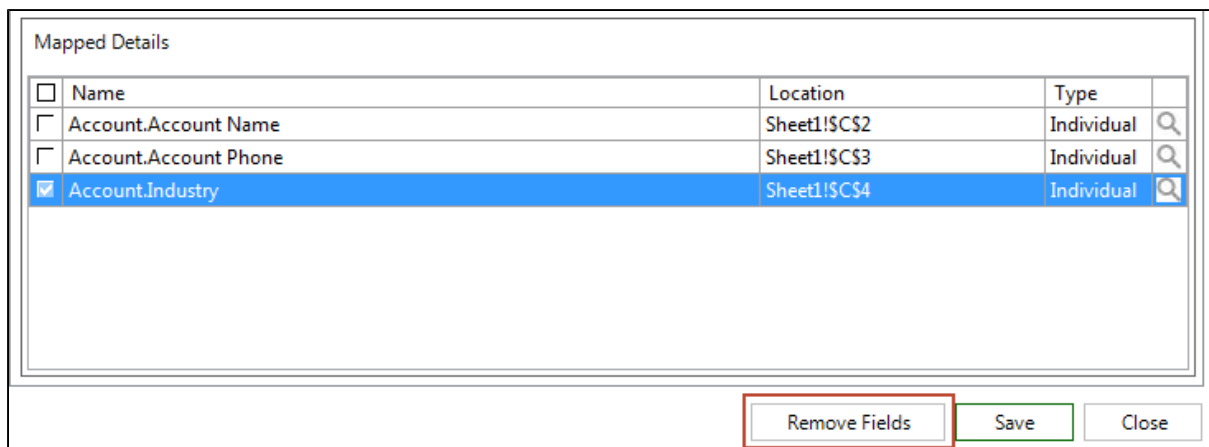 Mapped Details
Name Location Type
Account.Account Name Sheet1!$C$2 Individual
Account.Account Phone Sheet1!$C$3 Individual
Account.Industry Sheet1!$C$4 Individual
Remove Fields Save Close